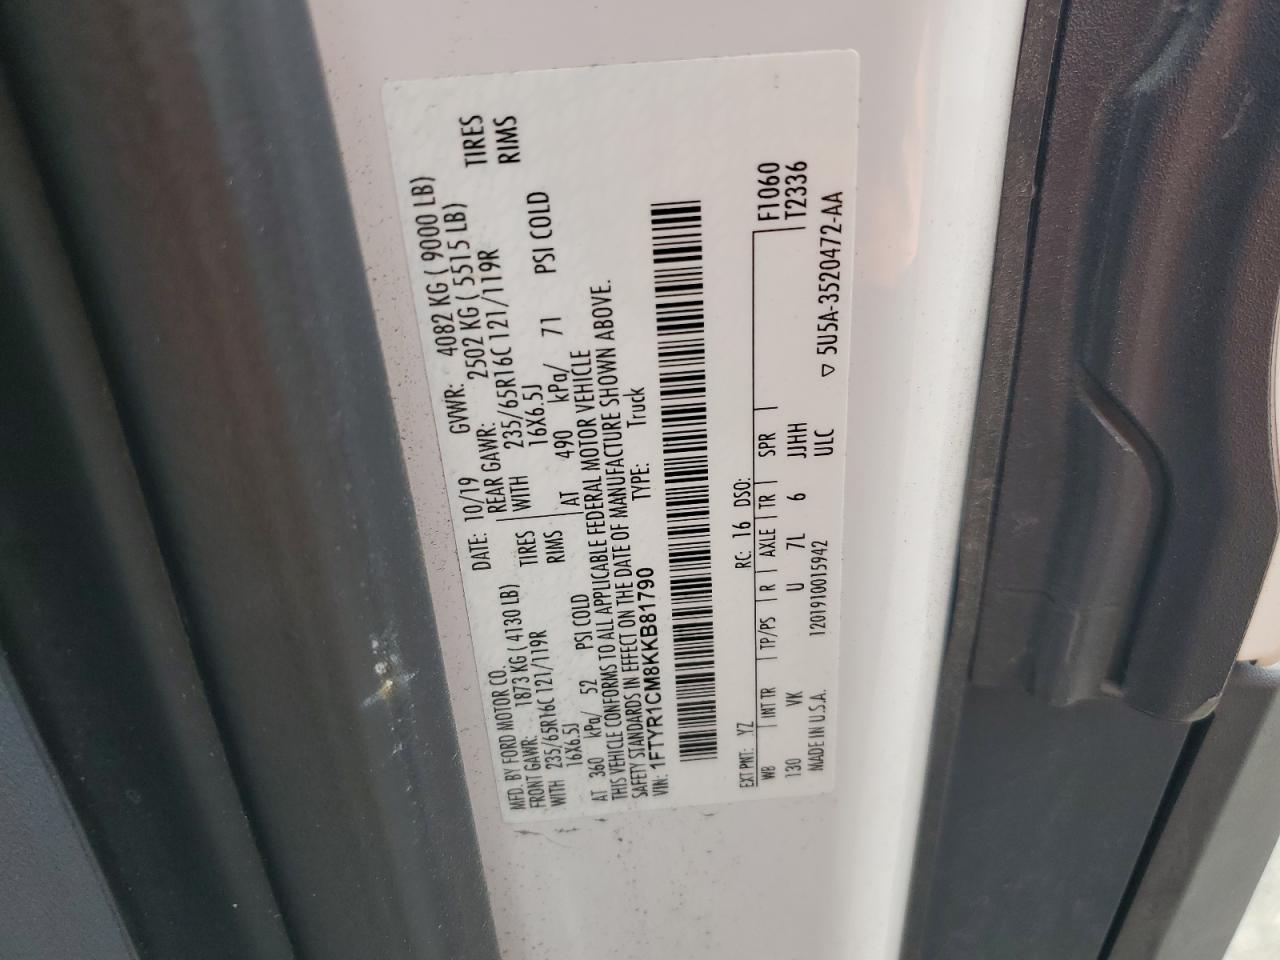 MFD. BY FORD MOTOR CO.
DATE: 10/19 GVWR: 4082 KG ( 9000 LB)
FRONT GAWR: 1873 KG ( 4130 LB) REAR GAWR: 2502 KG ( 5515 LB)
WITH 235/65R16C 121/119R TIRES WITH 235/65R16C 121/119R TIRES
16X6.5J RIMS 16X6.5J RIMS
AT 360 kPa/ 52 PSI COLD AT 490 kPa/ 71 PSI COLD
THIS VEHICLE CONFORMS TO ALL APPLICABLE FEDERAL MOTOR VEHICLE
SAFETY STANDARDS IN EFFECT ON THE DATE OF MANUFACTURE SHOWN ABOVE.
VIN: 1FTYR1CM8KKB81790 TYPE: Truck
EXT PNT: YZ RC: 16 DSO: F1060
WB INT TR TP/PS R AXLE TR SPR T2336
130 VK U 7L 6 JJHH
MADE IN U.S.A. 1201910015942 ULC
▽ 5U5A-3520472-AA